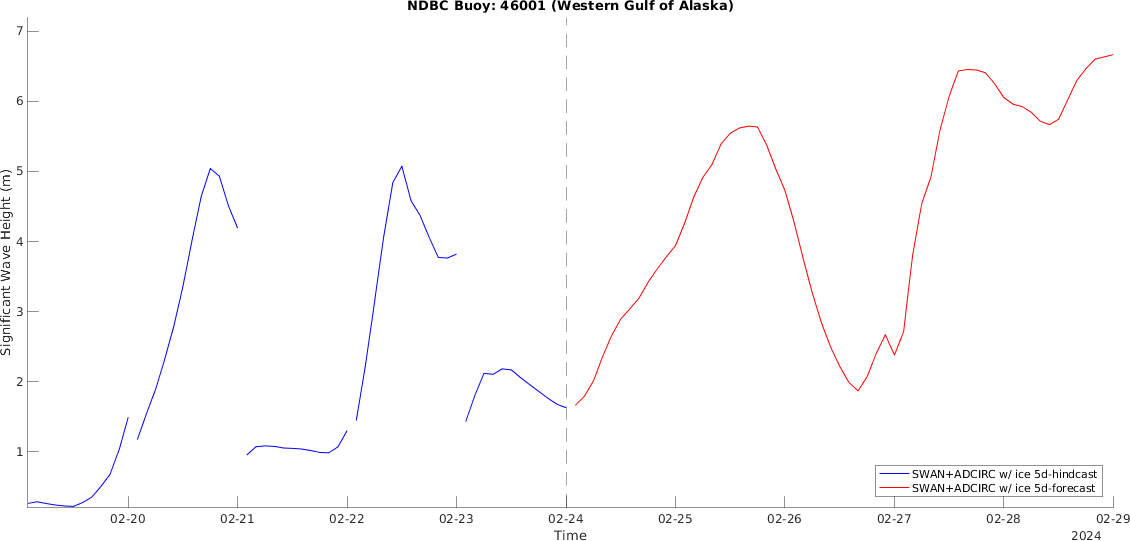 NDBC Buoy: 46001 (Western Gulf of Alaska)
Significant Wave Height (m)
7
6
5
4
3
2
1
SWAN+ADCIRC w/ ice 5d-hindcast
SWAN+ADCIRC w/ ice 5d-forecast
02-20 02-21 02-22 02-23 02-24 02-25 02-26 02-27 02-28 02-29
Time
2024